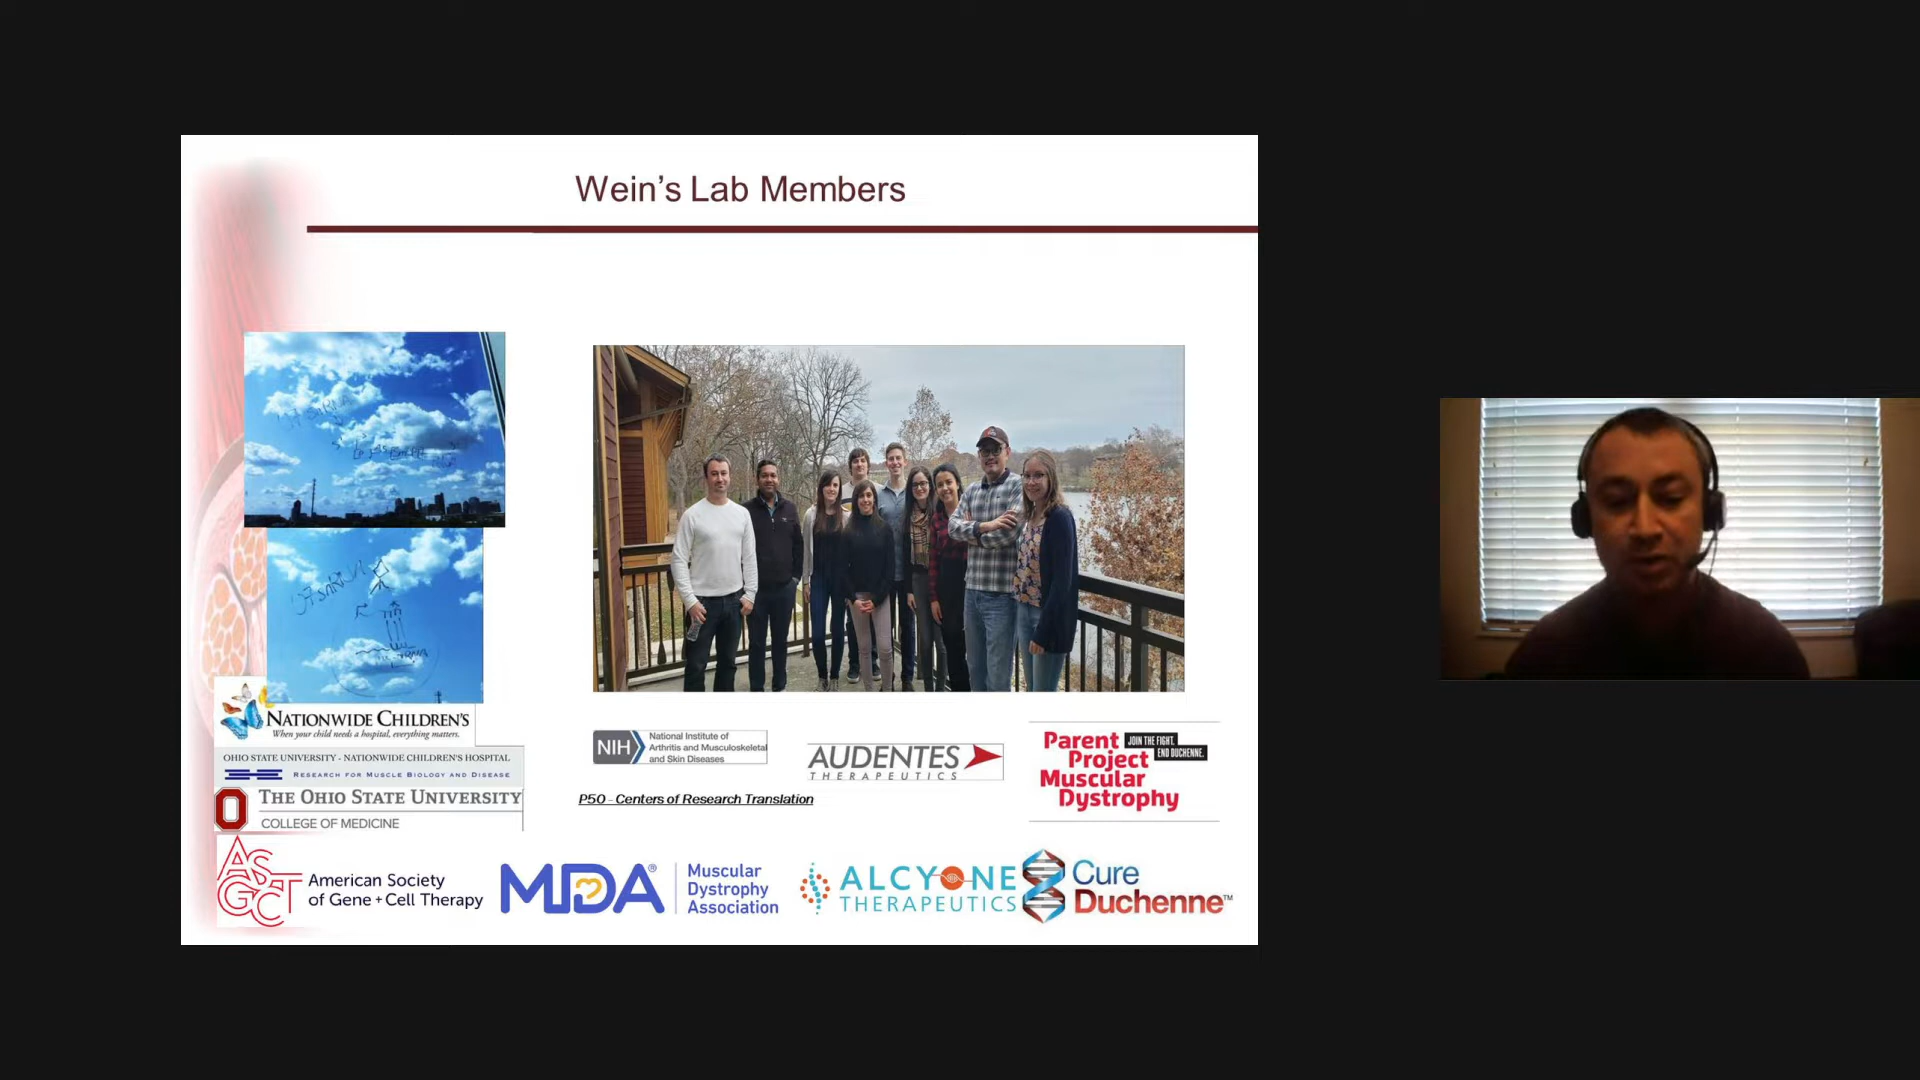 Wein's Lab Members
U7 snRNA
NATIONWIDE CHILDREN'S
When your child needs a hospital, everything matters.
OHIO STATE UNIVERSITY - NATIONWIDE CHILDREN'S HOSPITAL
RESEARCH FOR MUSCLE BIOLOGY AND DISEASE
THE OHIO STATE UNIVERSITY
COLLEGE OF MEDICINE
NIH
National Institute of
Arthritis and Musculoskeletal
and Skin Diseases
P50 - Centers of Research Translation
AUDENTES
THERAPEUTICS
Parent
Project
Muscular
Dystrophy
JOIN THE FIGHT.
END DUCHENNE.
ASGCT
American Society
of Gene + Cell Therapy
MDA®
Muscular
Dystrophy
Association
ALCYONE
THERAPEUTICS
Cure
Duchenne™